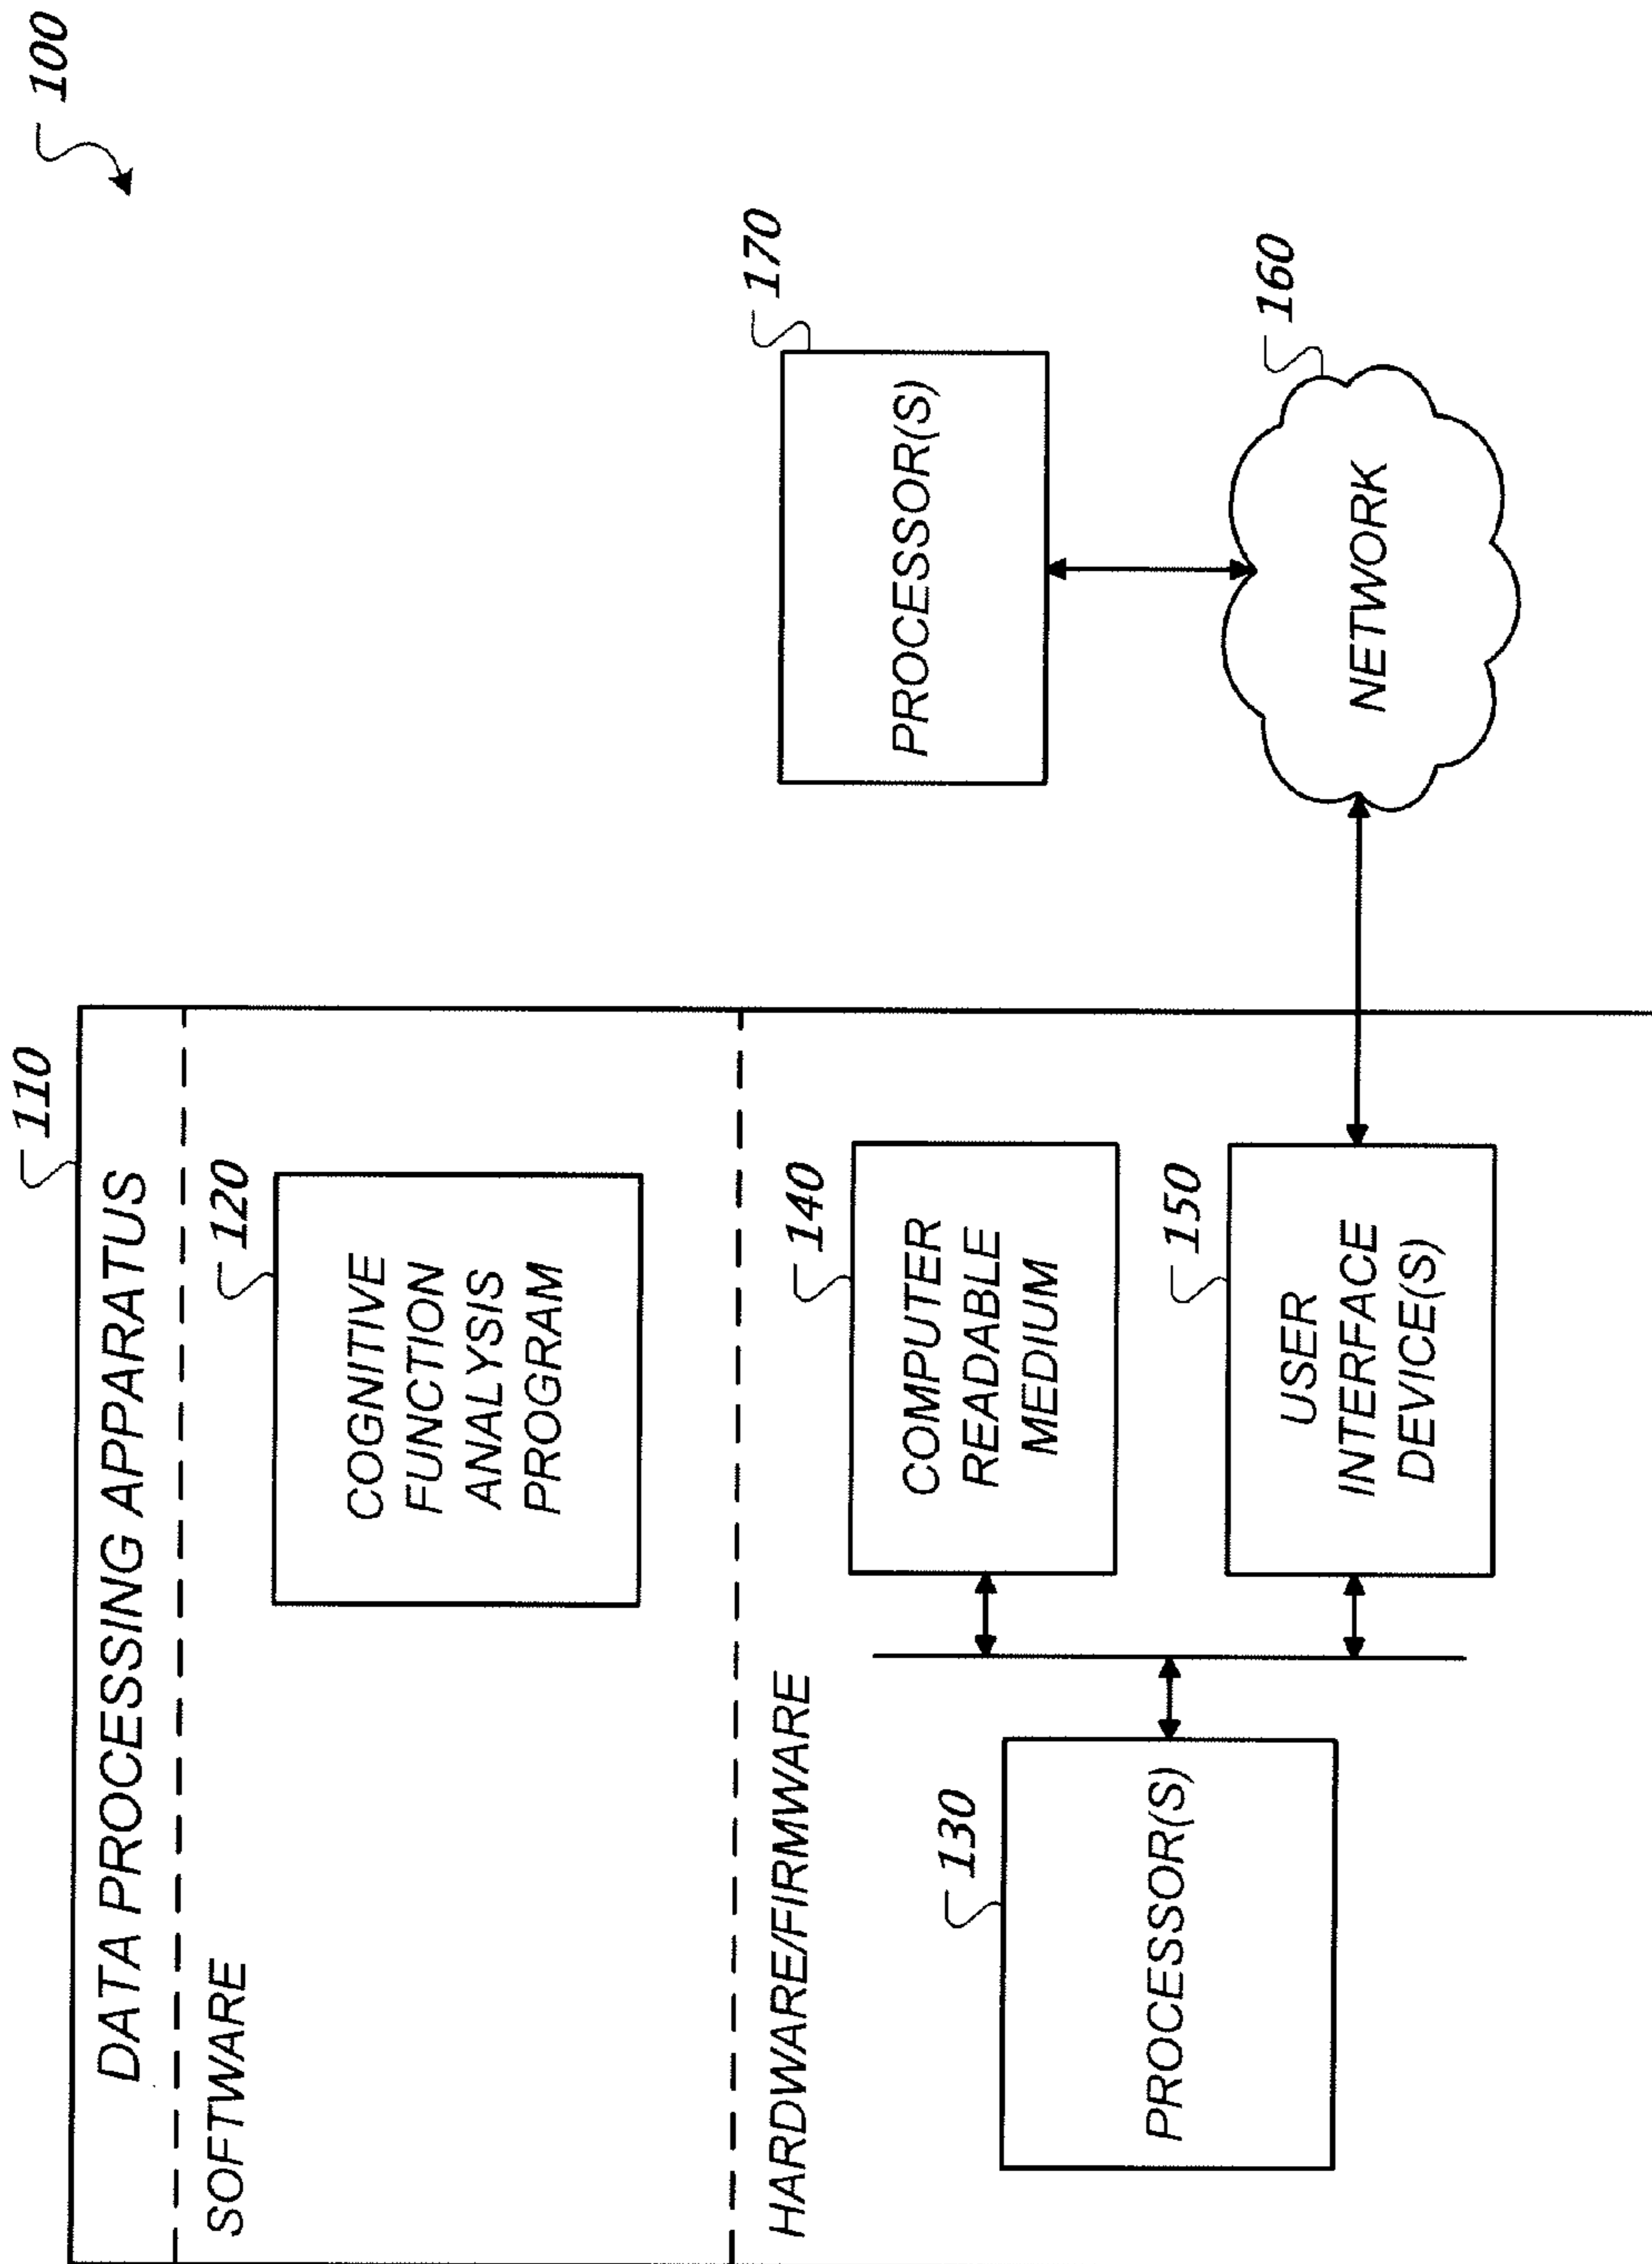 100
110
DATA PROCESSING APPARATUS
SOFTWARE
120
COGNITIVE
FUNCTION
ANALYSIS
PROGRAM
HARDWARE/FIRMWARE
130
PROCESSOR(S)
140
COMPUTER
READABLE
MEDIUM
150
USER
INTERFACE
DEVICE(S)
170
PROCESSOR(S)
160
NETWORK